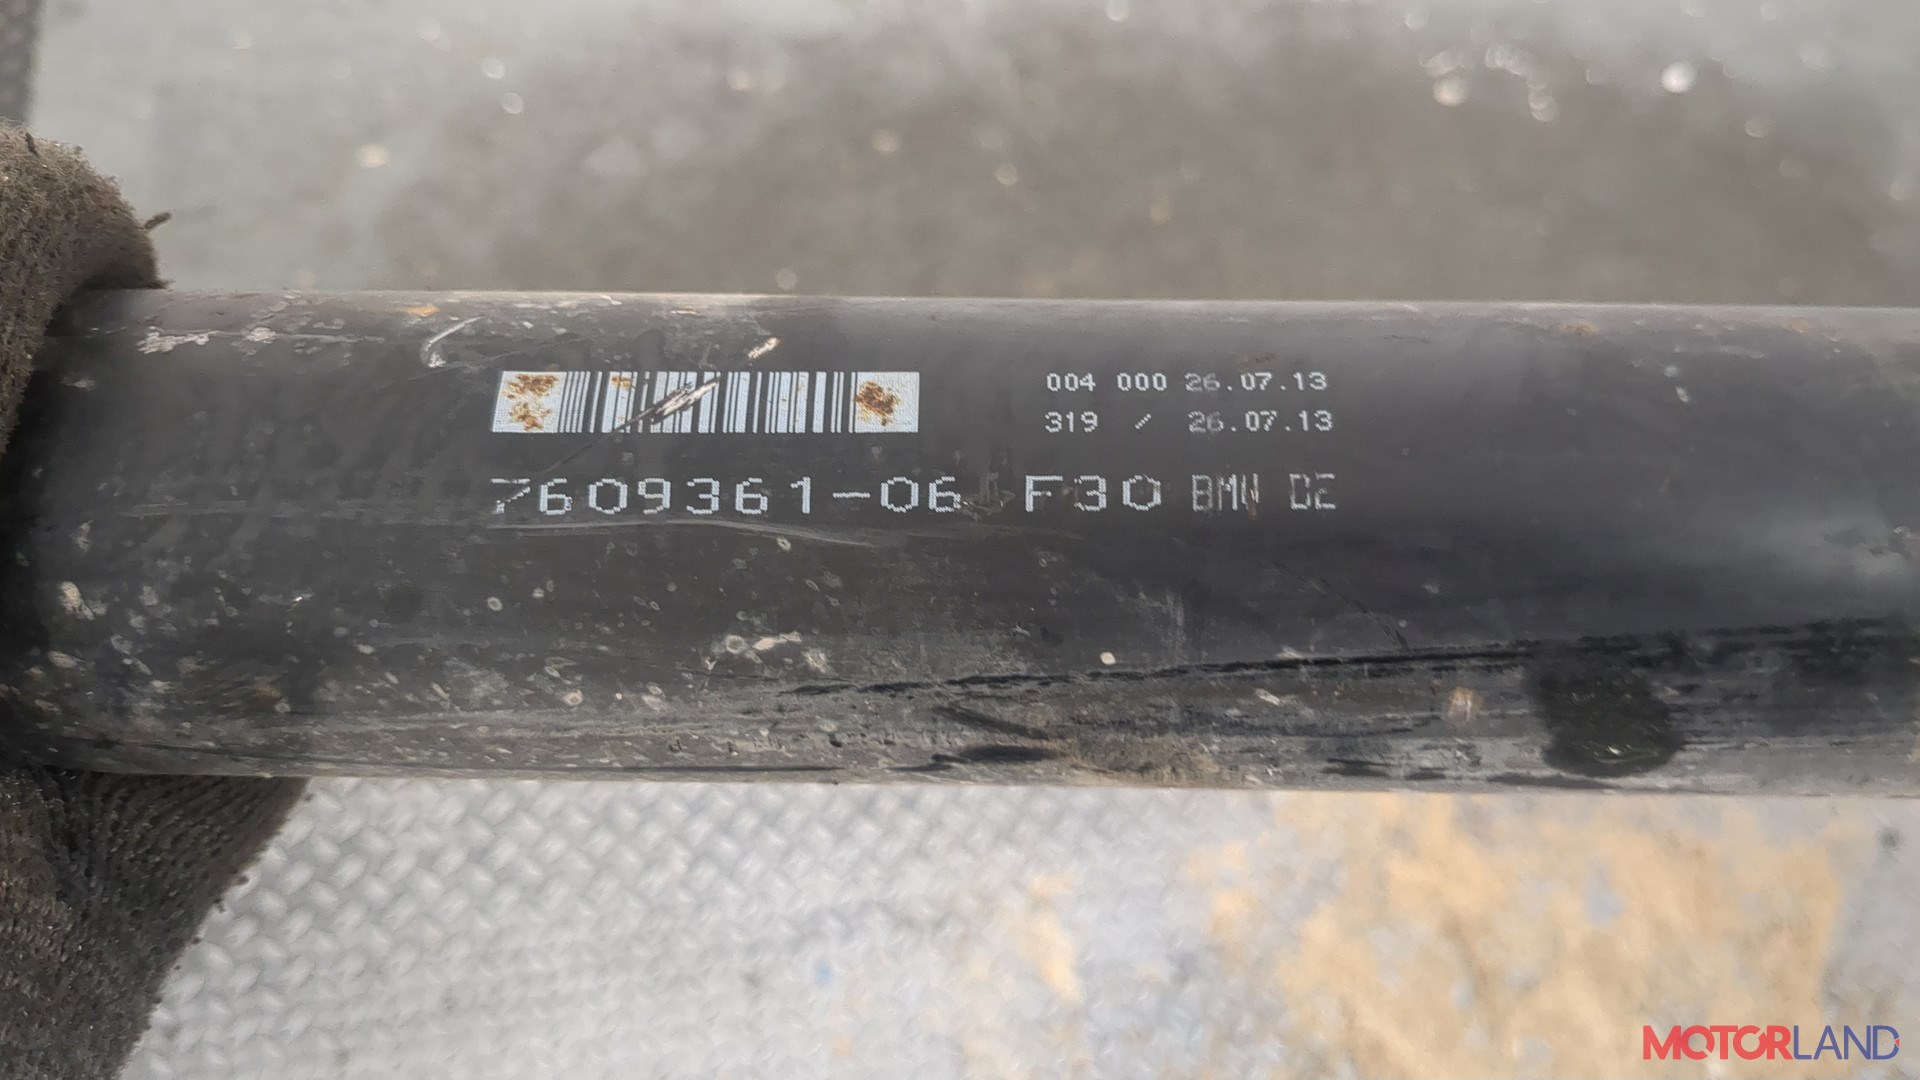 004 000 26.07.13
319 / 26.07.13
7609361-06 F30 BMW DE
MOTORLAND